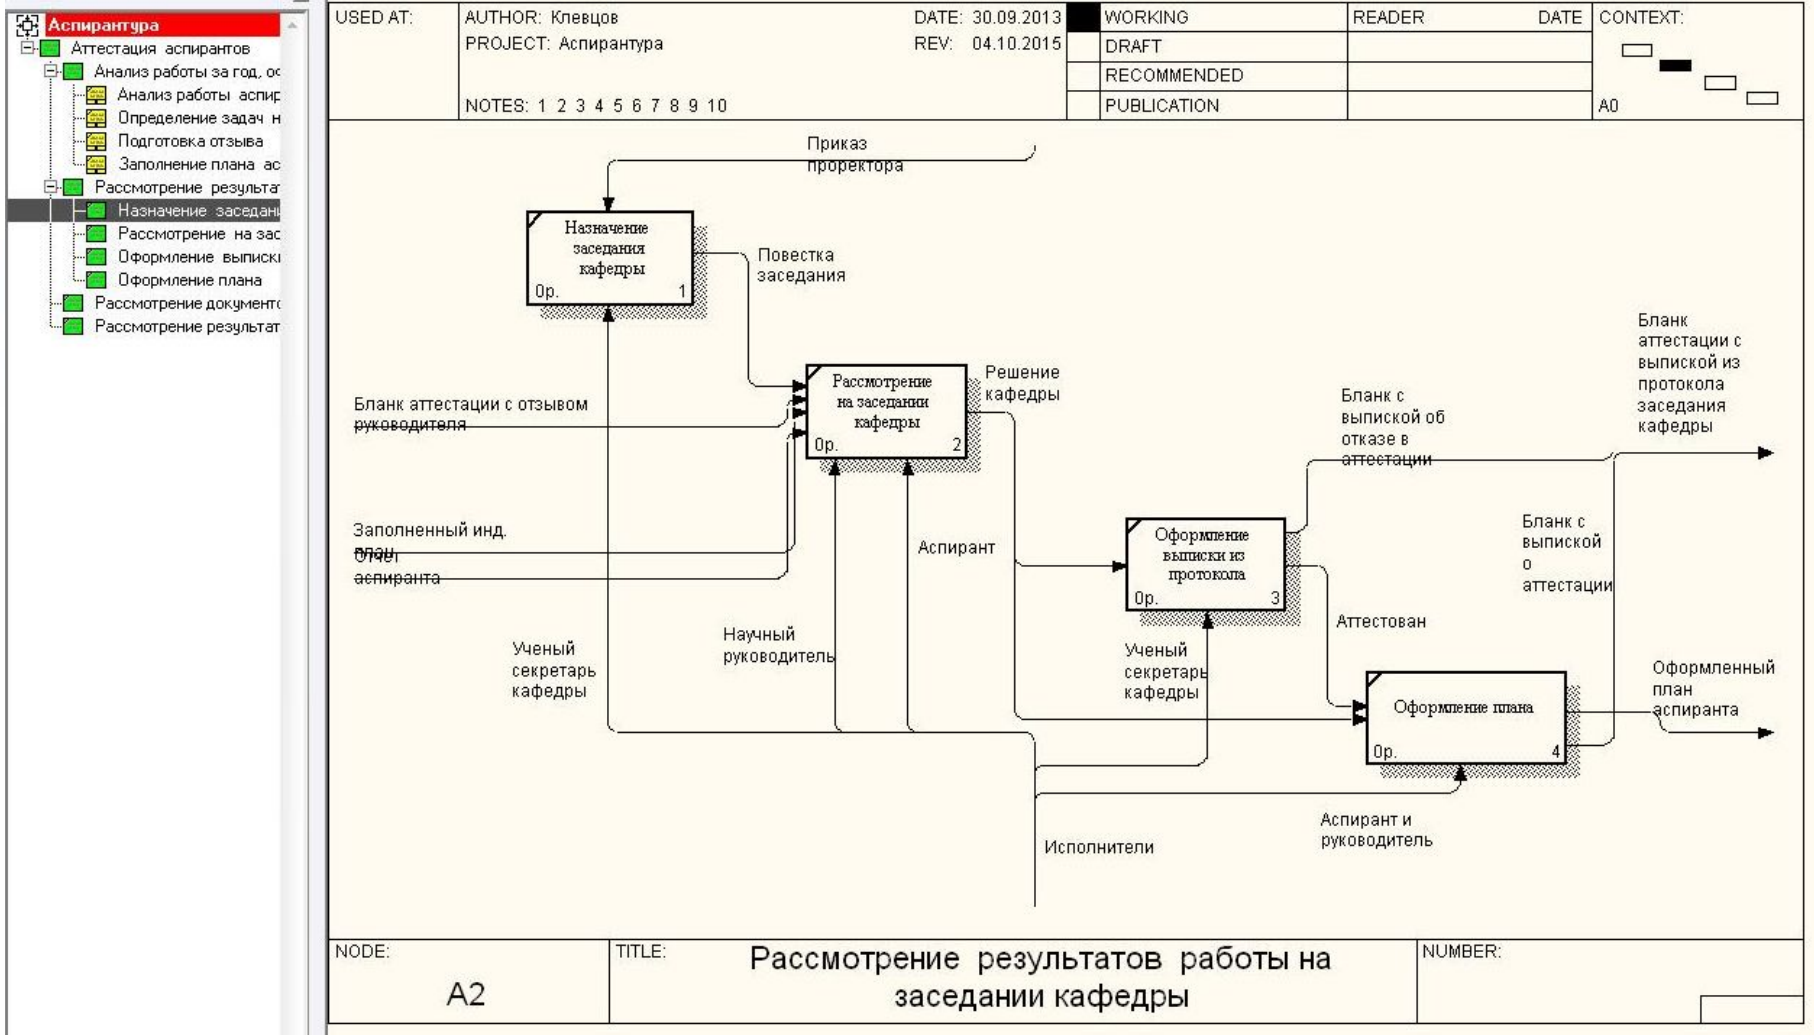 Аспирантура
Аттестация аспирантов
Анализ работы за год, оф
Анализ работы аспир
Определение задач н
Подготовка отзыва
Заполнение плана ас
Рассмотрение результат
Назначение заседани
Рассмотрение на зас
Оформление выписки
Оформление плана
Рассмотрение документо
Рассмотрение результат
USED AT:
AUTHOR: Клевцов
DATE: 30.09.2013
PROJECT: Аспирантура
REV: 04.10.2015
NOTES: 1 2 3 4 5 6 7 8 9 10
WORKING
DRAFT
RECOMMENDED
PUBLICATION
READER
DATE
CONTEXT:
A0
Приказ
проректора
Назначение
заседания
кафедры
0р.
1
Повестка
заседания
Бланк аттестации с отзывом
руководителя
Рассмотрение
на заседании
кафедры
0р.
2
Решение
кафедры
Бланк с
выпиской об
отказе в
аттестации
Бланк
аттестации с
выпиской из
протокола
заседания
кафедры
Заполненный инд.
план
Отчет
аспиранта
Аспирант
Оформление
выписки из
протокола
0р.
3
Бланк с
выпиской
о
аттестации
Ученый
секретарь
кафедры
Научный
руководитель
Ученый
секретарь
кафедры
Аттестован
Оформление плана
0р.
4
Оформленный
план
аспиранта
Аспирант и
руководитель
Исполнители
NODE:
A2
TITLE:
Рассмотрение результатов работы на
заседании кафедры
NUMBER: